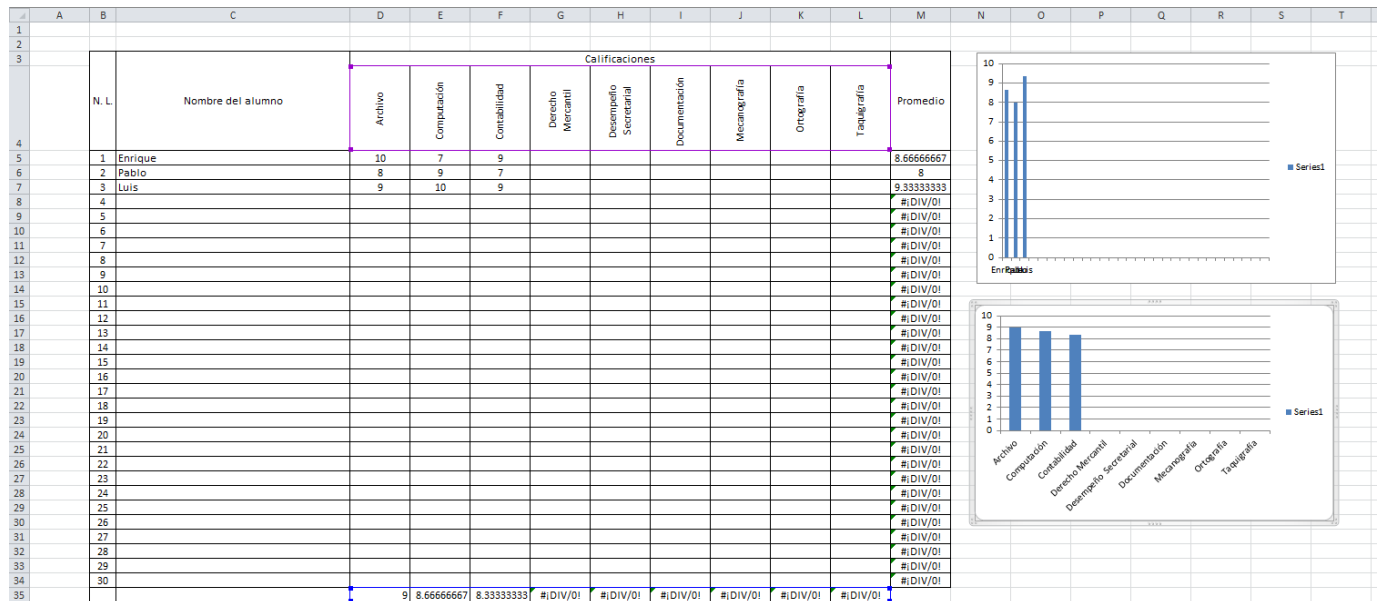 A B C D E F G H I J K L M N O P Q R S T
1
2
3 Calificaciones
4 N. L. Nombre del alumno Archivo Computación Contabilidad Derecho Mercantil Desempeño Secretarial Documentación Mecanografía Ortografía Taquigrafía Promedio
5 1 Enrique 10 7 9 8.66666667
6 2 Pablo 8 9 7 8
7 3 Luis 9 10 9 9.33333333
8 4 #¡DIV/0!
9 5 #¡DIV/0!
10 6 #¡DIV/0!
11 7 #¡DIV/0!
12 8 #¡DIV/0!
13 9 #¡DIV/0!
14 10 #¡DIV/0!
15 11 #¡DIV/0!
16 12 #¡DIV/0!
17 13 #¡DIV/0!
18 14 #¡DIV/0!
19 15 #¡DIV/0!
20 16 #¡DIV/0!
21 17 #¡DIV/0!
22 18 #¡DIV/0!
23 19 #¡DIV/0!
24 20 #¡DIV/0!
25 21 #¡DIV/0!
26 22 #¡DIV/0!
27 23 #¡DIV/0!
28 24 #¡DIV/0!
29 25 #¡DIV/0!
30 26 #¡DIV/0!
31 27 #¡DIV/0!
32 28 #¡DIV/0!
33 29 #¡DIV/0!
34 30 #¡DIV/0!
35 9 8.66666667 8.33333333 #¡DIV/0! #¡DIV/0! #¡DIV/0! #¡DIV/0! #¡DIV/0! #¡DIV/0!
10
9
8
7
6
5
4
3
2
1
0
Enrique Pablo Luis
Series1
10
9
8
7
6
5
4
3
2
1
0
Archivo Computación Contabilidad Derecho Mercantil Desempeño Secretarial Documentación Mecanografía Ortografía Taquigrafía
Series1